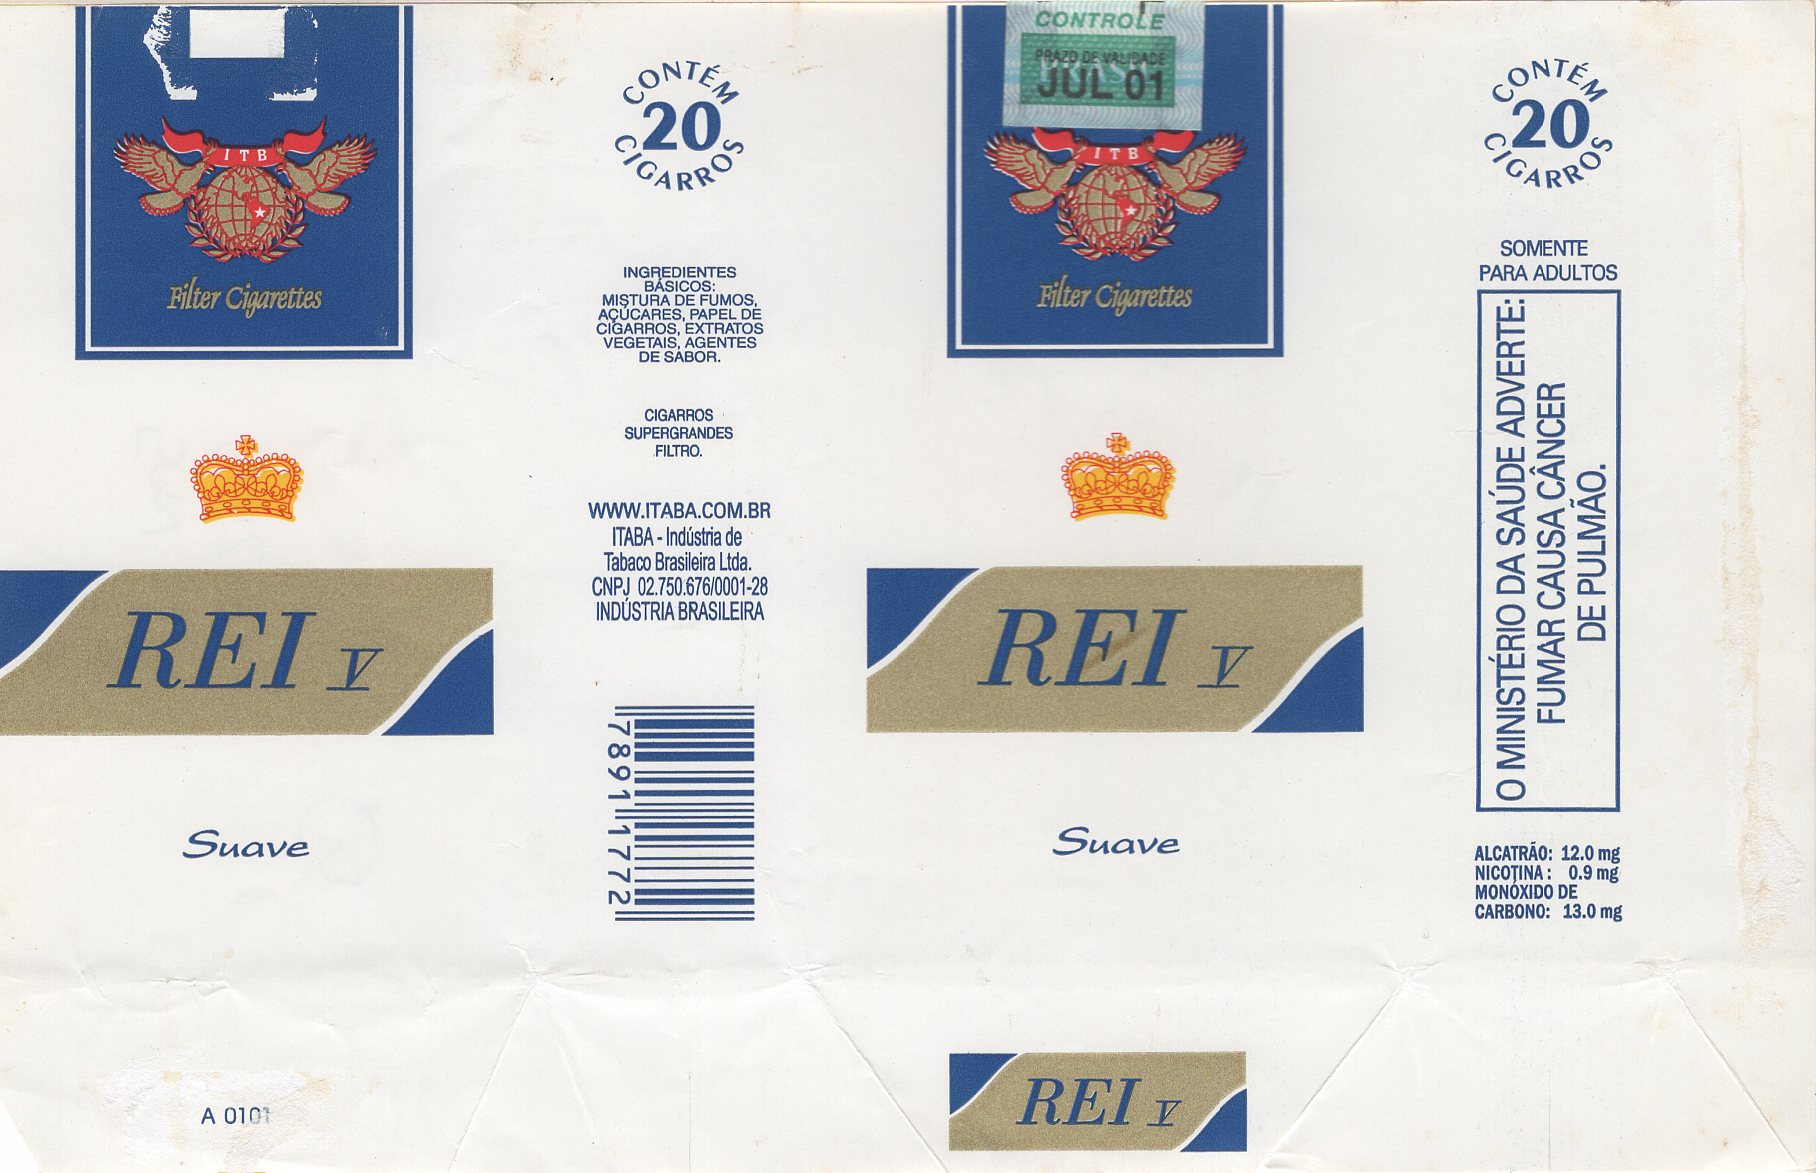 I T B
Filter Cigarettes
REI V
Suave
A 0101
CONTÉM
20
CIGARROS
INGREDIENTES
BÁSICOS:
MISTURA DE FUMOS,
AÇÚCARES, PAPEL DE
CIGARROS, EXTRATOS
VEGETAIS, AGENTES
DE SABOR.
CIGARROS
SUPERGRANDES
FILTRO.
WWW.ITABA.COM.BR
ITABA - Indústria de
Tabaco Brasileira Ltda.
CNPJ 02.750.676/0001-28
INDÚSTRIA BRASILEIRA
78911772
CONTROLE
PRAZO DE VALIDADE
JUL 01
I T B
Filter Cigarettes
REI V
Suave
REI V
CONTÉM
20
CIGARROS
SOMENTE
PARA ADULTOS
O MINISTÉRIO DA SAÚDE ADVERTE:
FUMAR CAUSA CÂNCER
DE PULMÃO.
ALCATRÃO: 12.0 mg
NICOTINA : 0.9 mg
MONÓXIDO DE
CARBONO: 13.0 mg